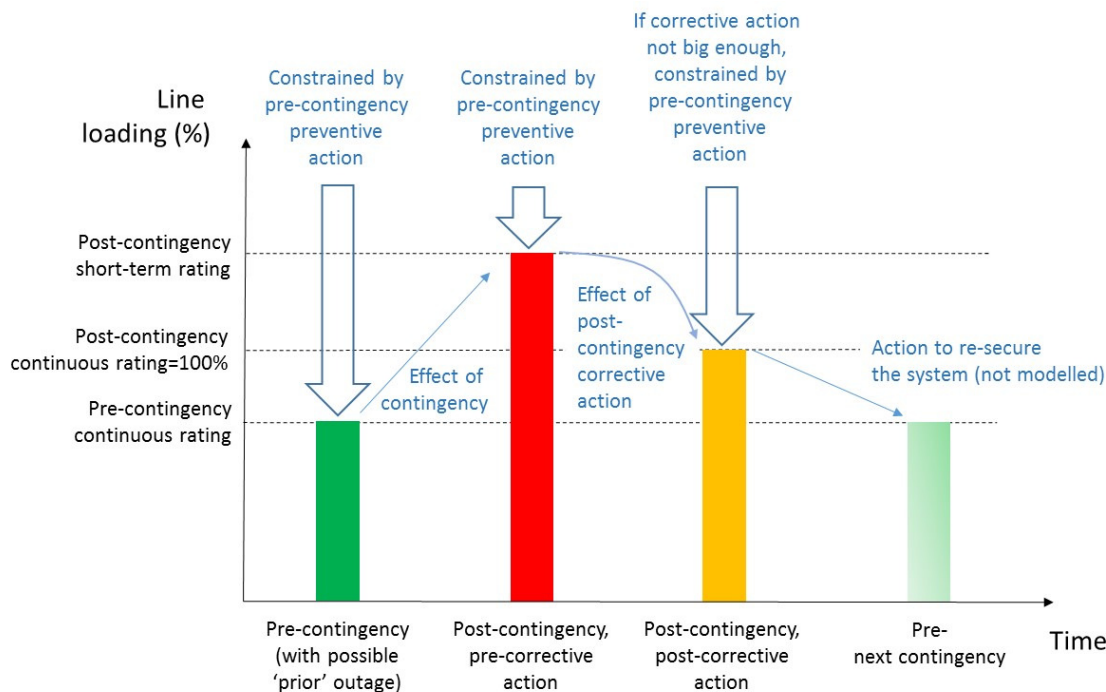 If corrective action
not big enough,
constrained by
pre-contingency
preventive
action
Constrained by
pre-contingency
preventive
action
Constrained by
pre-contingency
preventive
action
Line
loading (%)
Post-contingency
short-term rating
Post-contingency
continuous rating=100%
Pre-contingency
continuous rating
Effect of
contingency
Effect of
post-
contingency
corrective
action
Action to re-secure
the system (not modelled)
Pre-contingency
(with possible
‘prior’ outage)
Post-contingency,
pre-corrective
action
Post-contingency,
post-corrective
action
Pre-
next contingency
Time